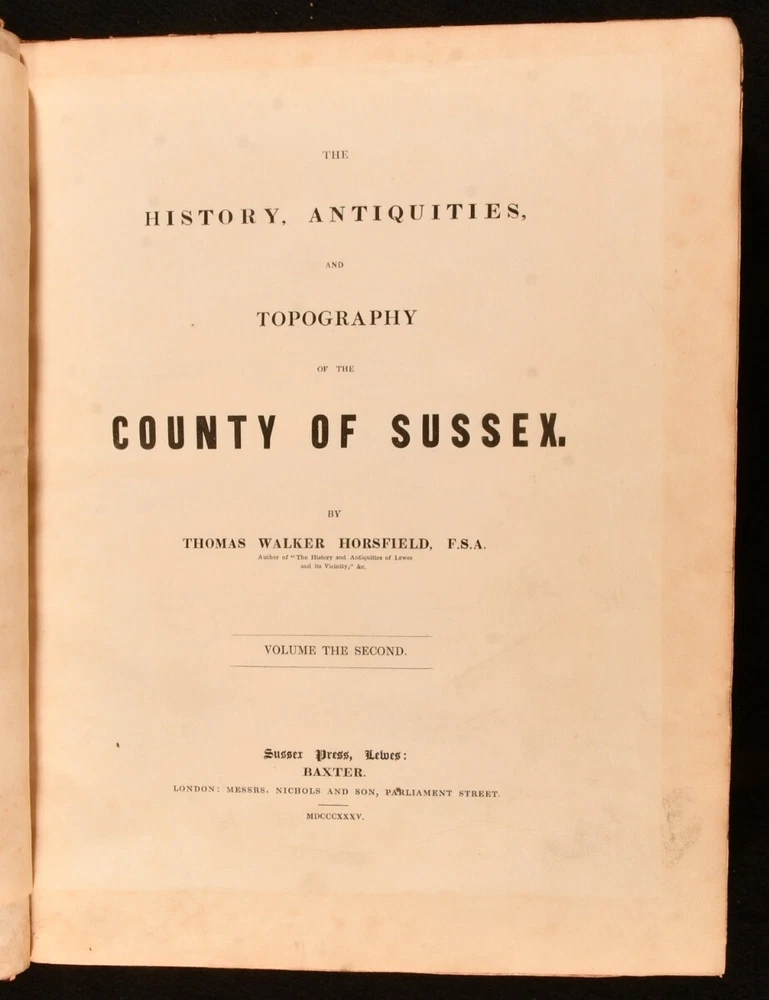 THE
HISTORY, ANTIQUITIES,
AND
TOPOGRAPHY
OF THE
COUNTY OF SUSSEX.
BY
THOMAS WALKER HORSFIELD, F.S.A.
Author of "The History and Antiquities of Lewes
and its Vicinity," &c.
VOLUME THE SECOND.
Sussex Press, Lewes:
BAXTER.
LONDON: MESSRS. NICHOLS AND SON, PARLIAMENT STREET.
MDCCCXXXV.